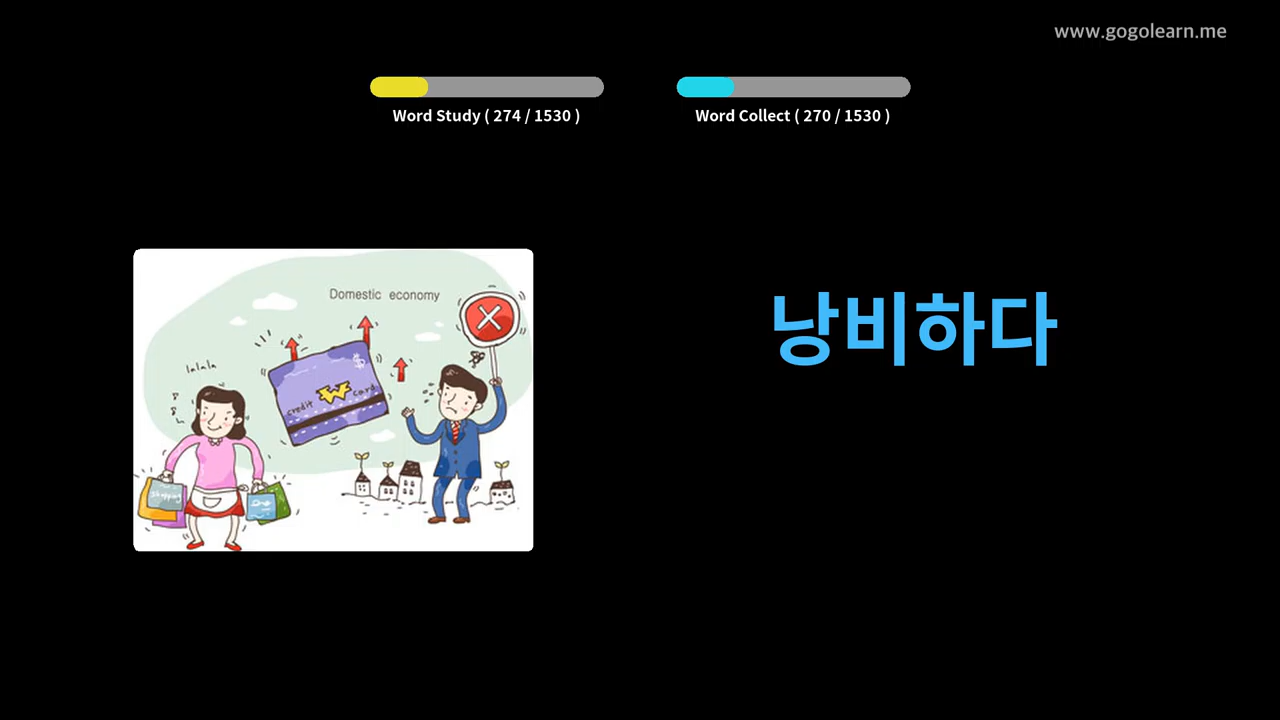 www.gogolearn.me
Word Study ( 274 / 1530 )
Word Collect ( 270 / 1530 )
Domestic economy
lalala
$
W
credit card
Shopping
낭비하다